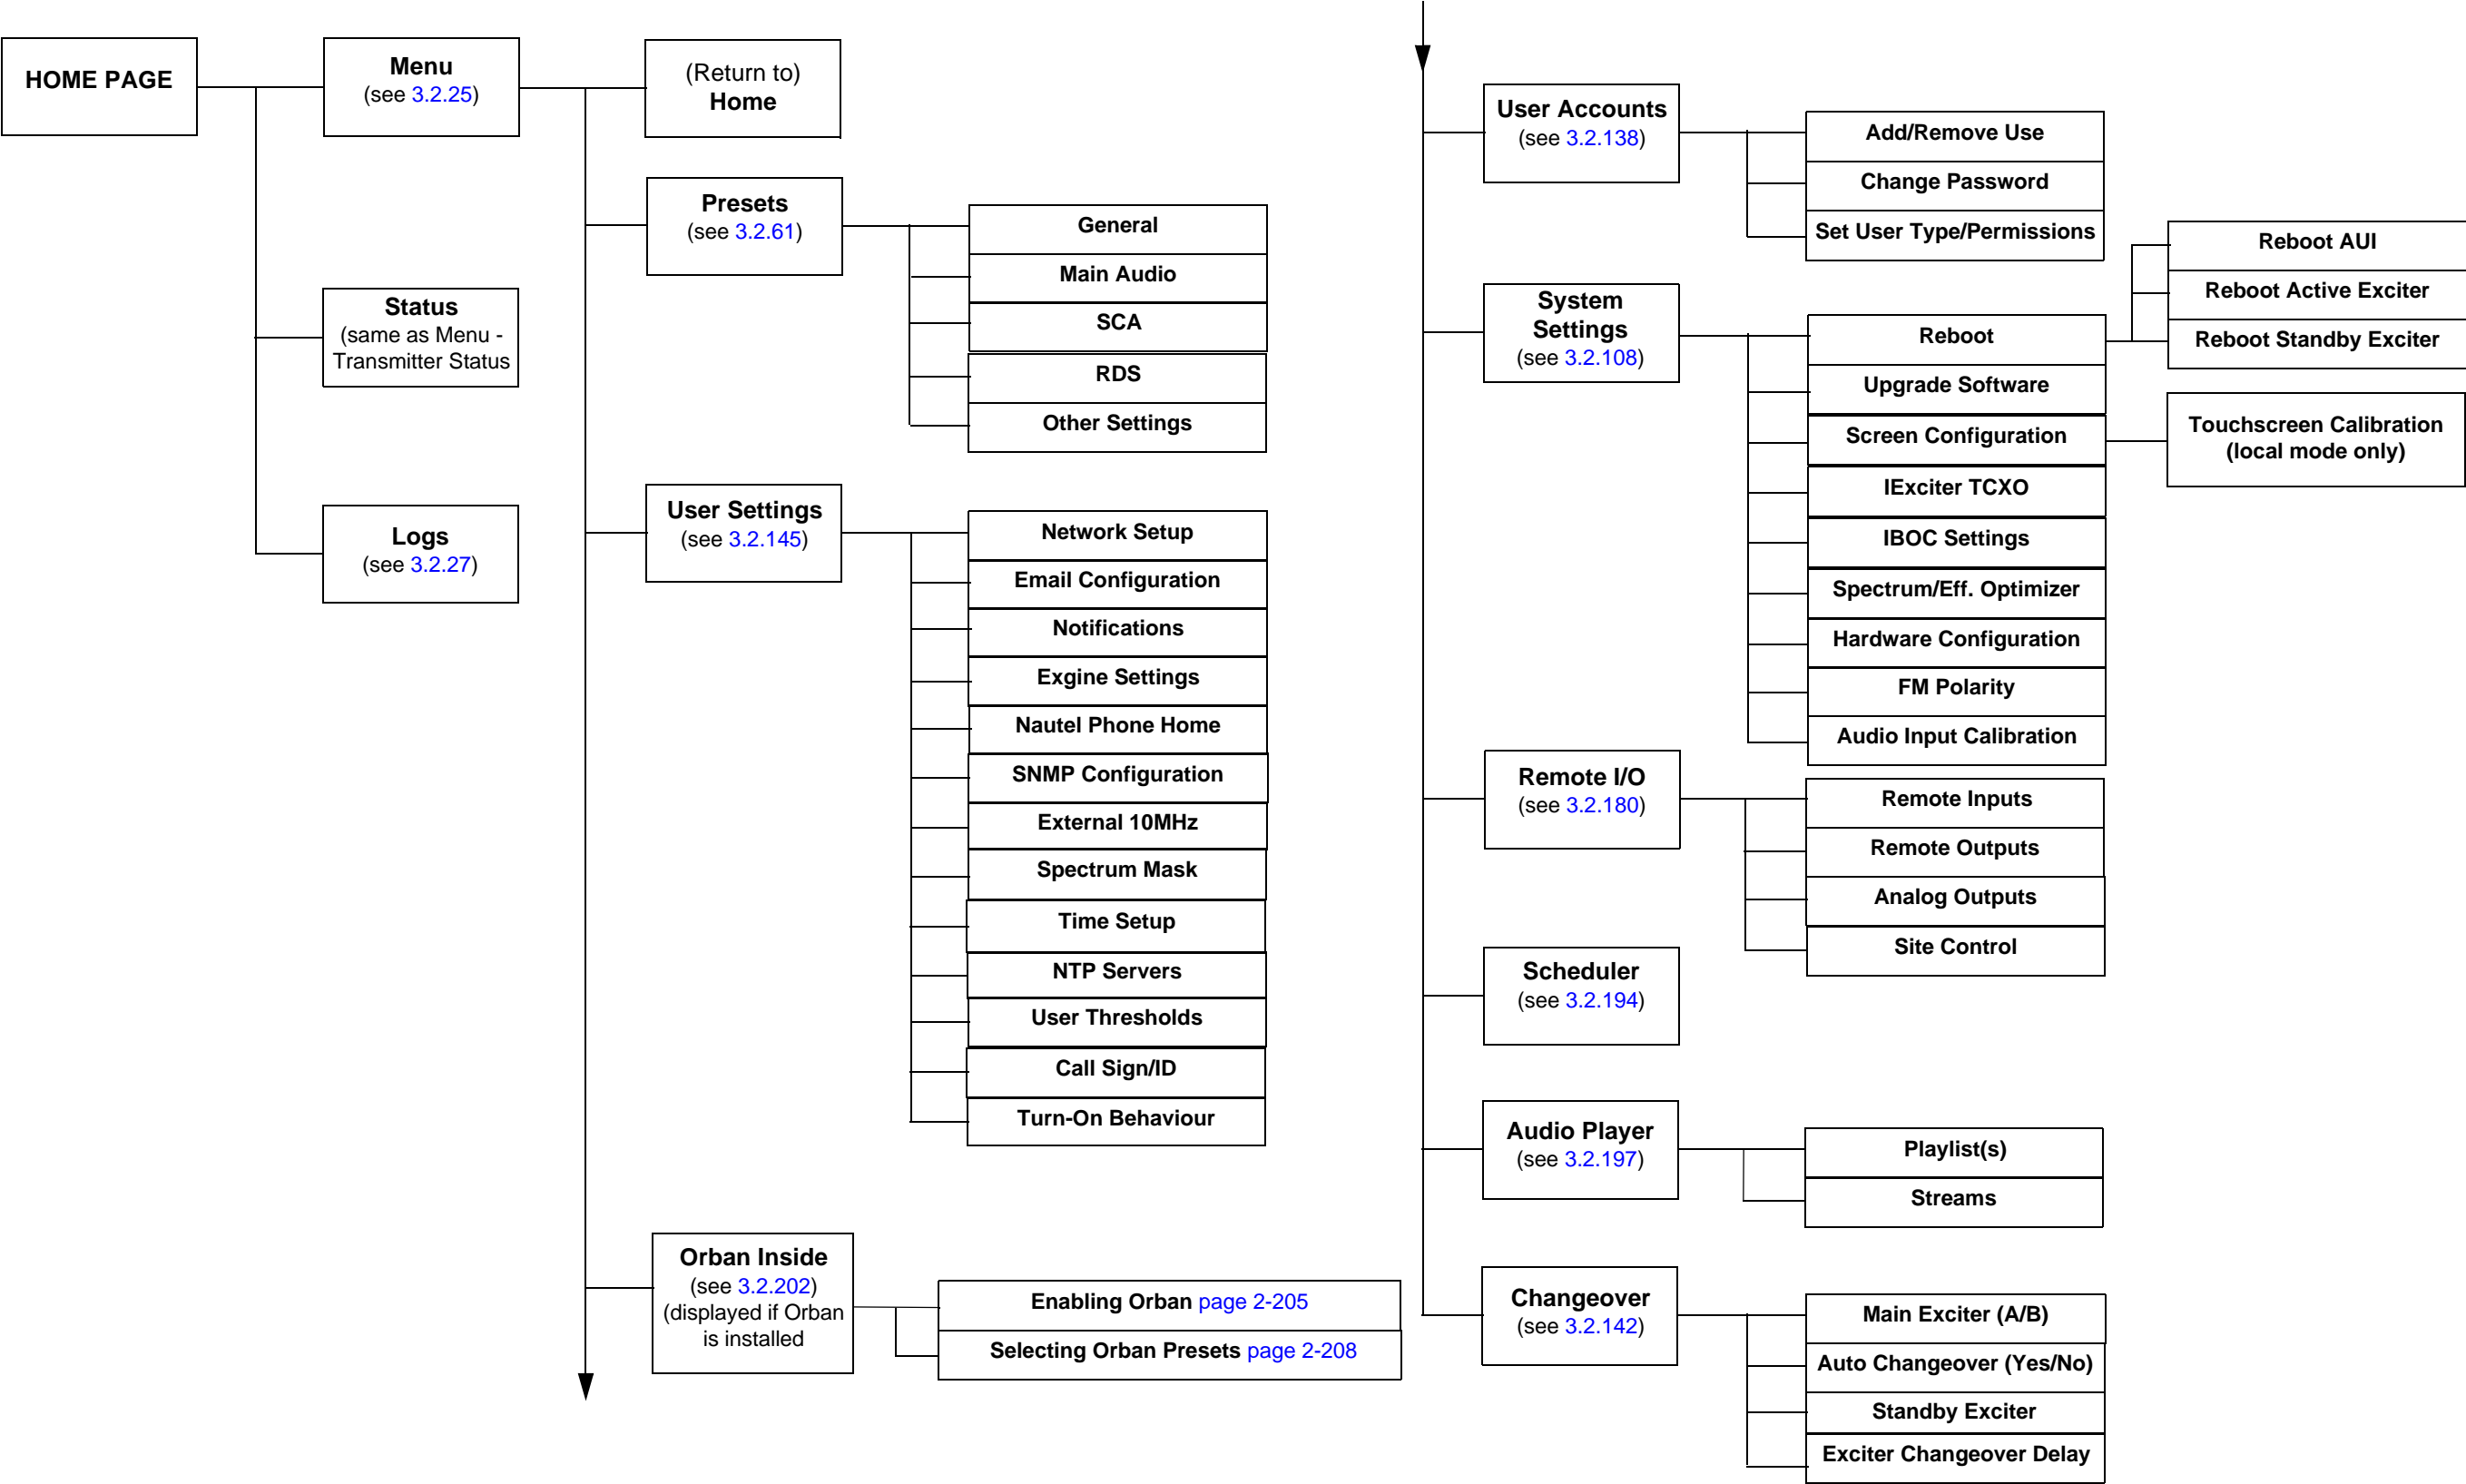 HOME PAGE
Menu
(see 3.2.25)
(Return to)
Home
Presets
(see 3.2.61)
General
Main Audio
SCA
RDS
Other Settings
Status
(same as Menu -
Transmitter Status
Logs
(see 3.2.27)
User Settings
(see 3.2.145)
Network Setup
Email Configuration
Notifications
Exgine Settings
Nautel Phone Home
SNMP Configuration
External 10MHz
Spectrum Mask
Time Setup
NTP Servers
User Thresholds
Call Sign/ID
Turn-On Behaviour
Orban Inside
(see 3.2.202)
(displayed if Orban
is installed
Enabling Orban page 2-205
Selecting Orban Presets page 2-208
User Accounts
(see 3.2.138)
Add/Remove Use
Change Password
Set User Type/Permissions
System
Settings
(see 3.2.108)
Reboot
Upgrade Software
Screen Configuration
IExciter TCXO
IBOC Settings
Spectrum/Eff. Optimizer
Hardware Configuration
FM Polarity
Audio Input Calibration
Reboot AUI
Reboot Active Exciter
Reboot Standby Exciter
Touchscreen Calibration
(local mode only)
Remote I/O
(see 3.2.180)
Remote Inputs
Remote Outputs
Analog Outputs
Site Control
Scheduler
(see 3.2.194)
Audio Player
(see 3.2.197)
Playlist(s)
Streams
Changeover
(see 3.2.142)
Main Exciter (A/B)
Auto Changeover (Yes/No)
Standby Exciter
Exciter Changeover Delay